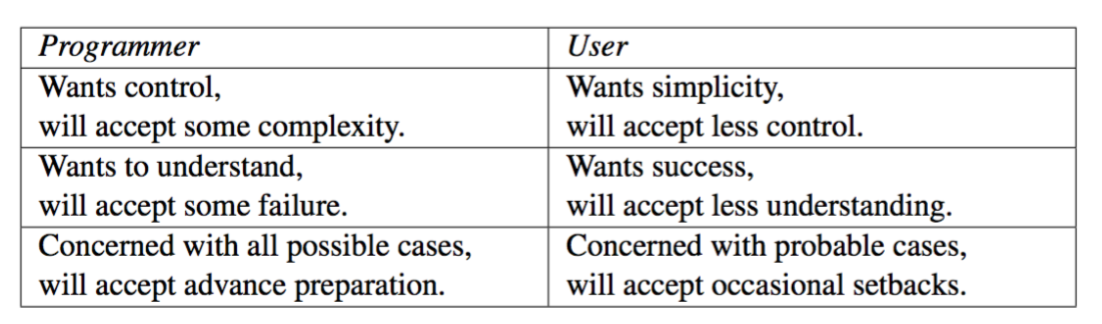 Programmer
User
Wants control,
will accept some complexity.
Wants simplicity,
will accept less control.
Wants to understand,
will accept some failure.
Wants success,
will accept less understanding.
Concerned with all possible cases,
will accept advance preparation.
Concerned with probable cases,
will accept occasional setbacks.